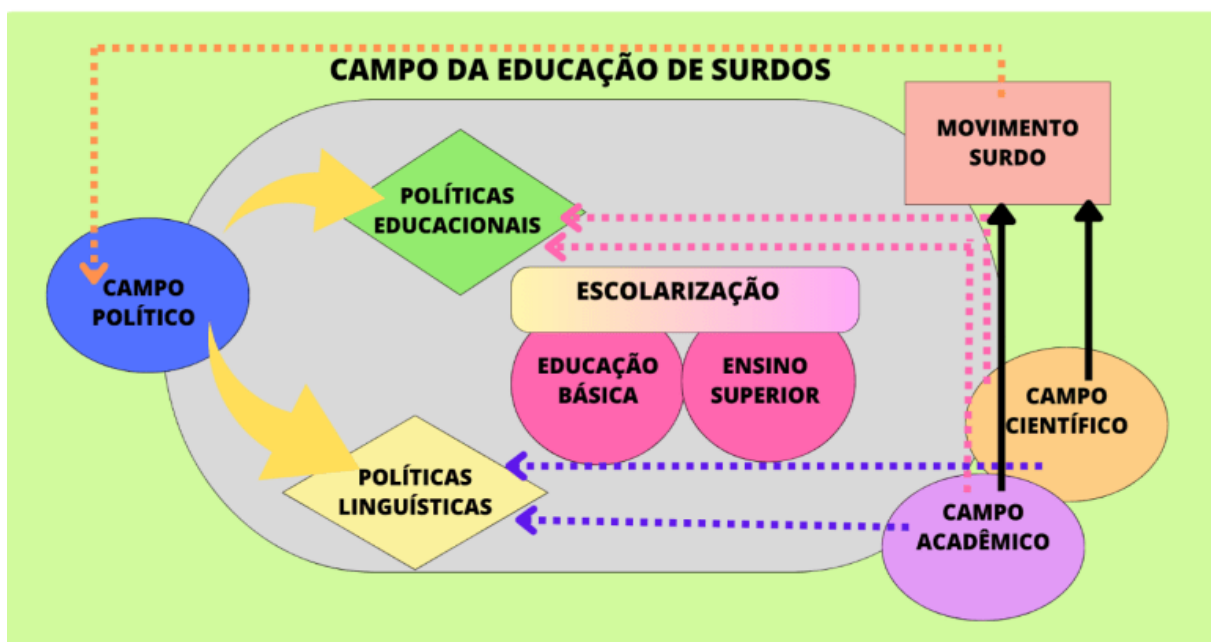 CAMPO DA EDUCAÇÃO DE SURDOS
MOVIMENTO
SURDO
POLÍTICAS
EDUCACIONAIS
CAMPO
POLÍTICO
ESCOLARIZAÇÃO
EDUCAÇÃO
BÁSICA
ENSINO
SUPERIOR
CAMPO
CIENTÍFICO
POLÍTICAS
LINGUÍSTICAS
CAMPO
ACADÊMICO